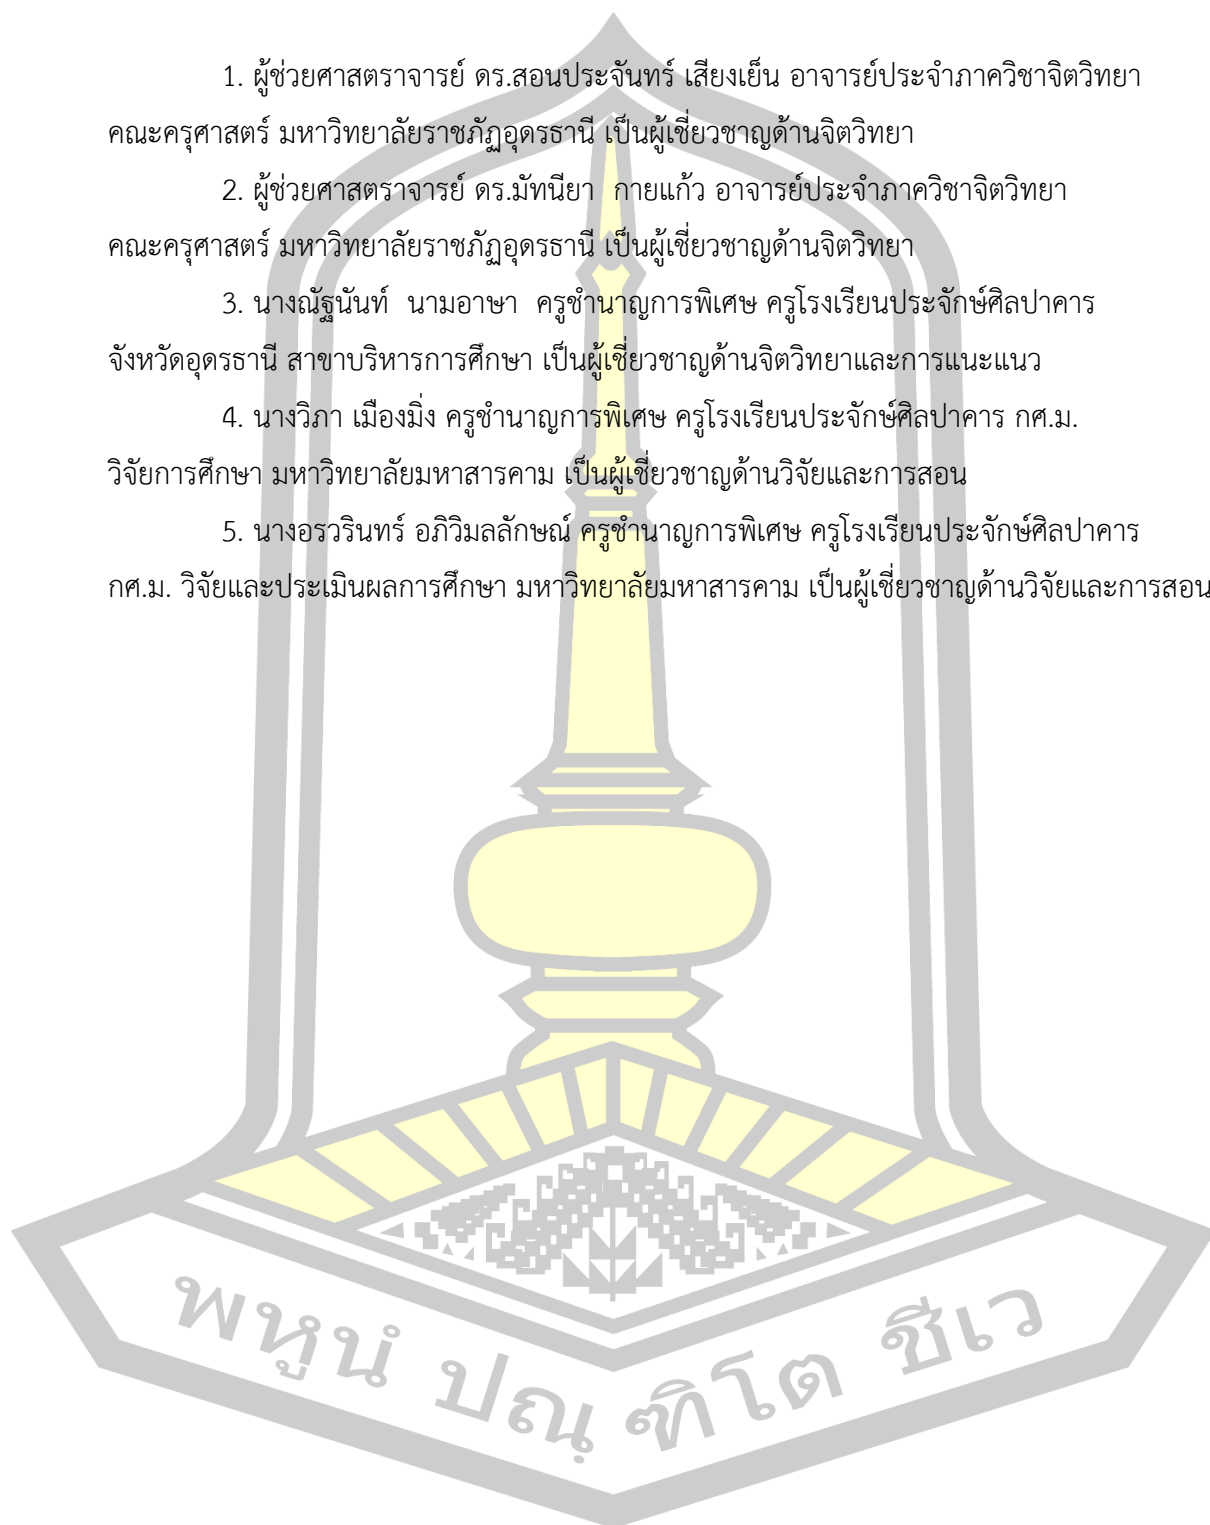 1. ผู้ช่วยศาสตราจารย์ ดร.สอนประจันทร์ เสียงเย็น อาจารย์ประจำภาควิชาจิตวิทยา
คณะครุศาสตร์ มหาวิทยาลัยราชภัฏอุดรธานี เป็นผู้เชี่ยวชาญด้านจิตวิทยา
2. ผู้ช่วยศาสตราจารย์ ดร.มัทนียา กายแก้ว อาจารย์ประจำภาควิชาจิตวิทยา
คณะครุศาสตร์ มหาวิทยาลัยราชภัฏอุดรธานี เป็นผู้เชี่ยวชาญด้านจิตวิทยา
3. นางณัฐนันท์ นามอาษา ครูชำนาญการพิเศษ ครูโรงเรียนประจักษ์ศิลปาคาร
จังหวัดอุดรธานี สาขาบริหารการศึกษา เป็นผู้เชี่ยวชาญด้านจิตวิทยาและการแนะแนว
4. นางวิภา เมืองมิ่ง ครูชำนาญการพิเศษ ครูโรงเรียนประจักษ์ศิลปาคาร กศ.ม.
วิจัยการศึกษา มหาวิทยาลัยมหาสารคาม เป็นผู้เชี่ยวชาญด้านวิจัยและการสอน
5. นางอรวรินทร์ อภิวิมลลักษณ์ ครูชำนาญการพิเศษ ครูโรงเรียนประจักษ์ศิลปาคาร
กศ.ม. วิจัยและประเมินผลการศึกษา มหาวิทยาลัยมหาสารคาม เป็นผู้เชี่ยวชาญด้านวิจัยและการสอน
พหูนํ ปณฺ ฑิโต ชีเว